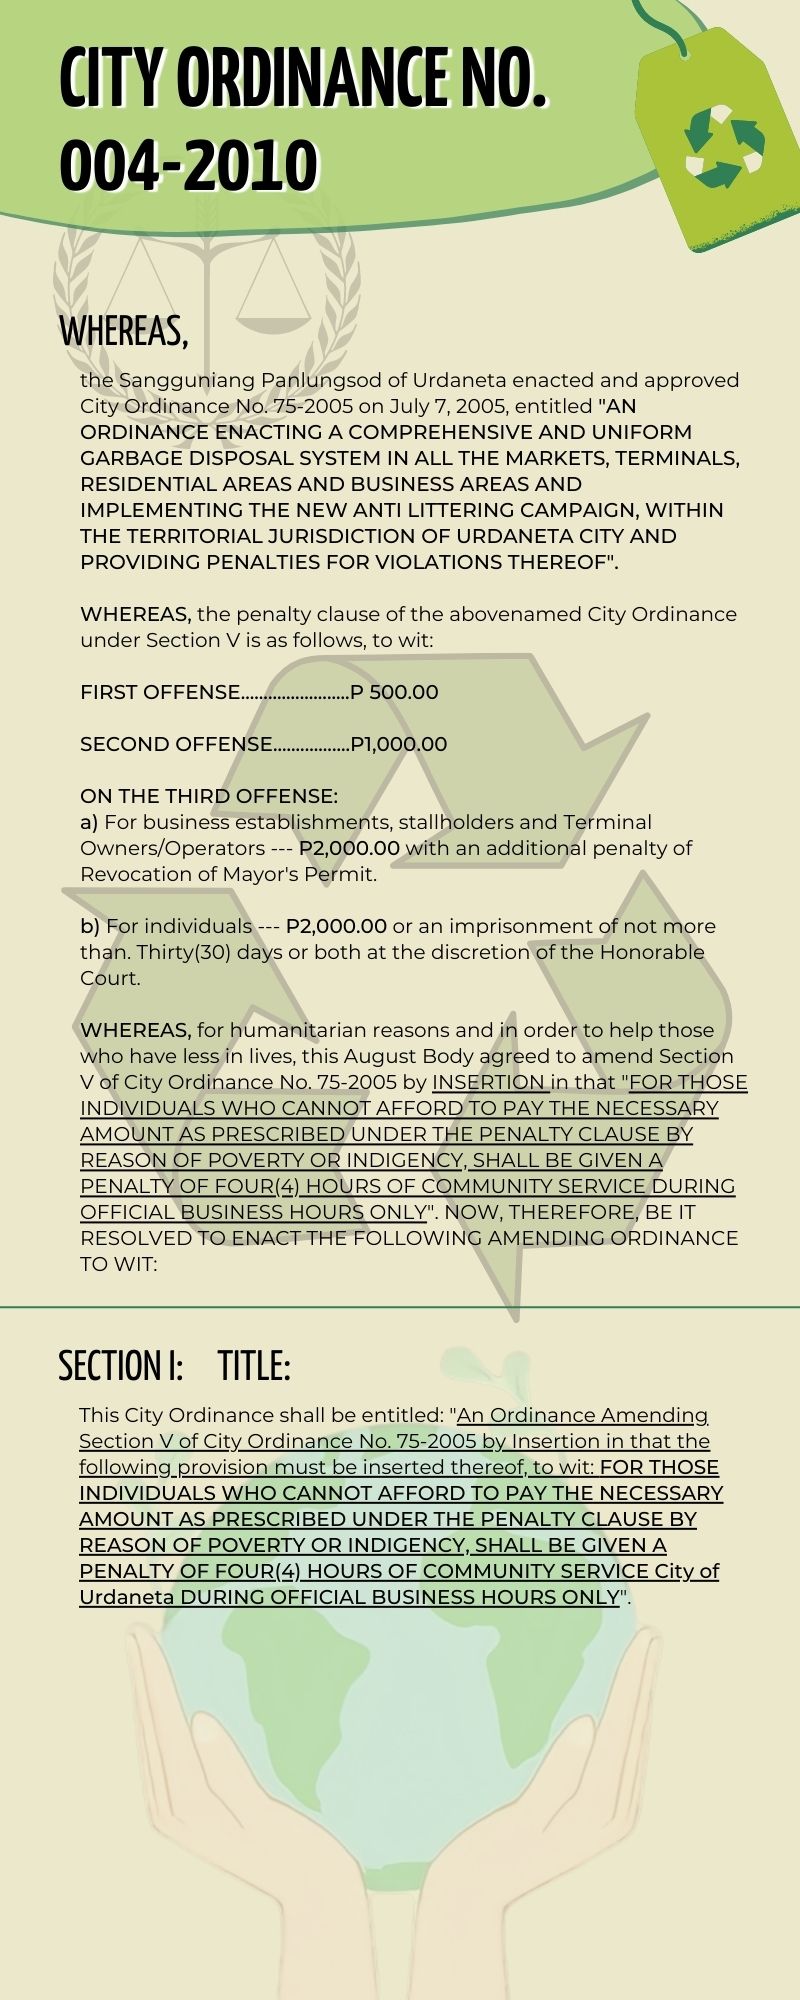 CITY ORDINANCE NO.
004-2010
WHEREAS,
the Sangguniang Panlungsod of Urdaneta enacted and approved
City Ordinance No. 75-2005 on July 7, 2005, entitled "AN
ORDINANCE ENACTING A COMPREHENSIVE AND UNIFORM
GARBAGE DISPOSAL SYSTEM IN ALL THE MARKETS, TERMINALS,
RESIDENTIAL AREAS AND BUSINESS AREAS AND
IMPLEMENTING THE NEW ANTI LITTERING CAMPAIGN, WITHIN
THE TERRITORIAL JURISDICTION OF URDANETA CITY AND
PROVIDING PENALTIES FOR VIOLATIONS THEREOF".
WHEREAS, the penalty clause of the abovenamed City Ordinance
under Section V is as follows, to wit:
FIRST OFFENSE........................P 500.00
SECOND OFFENSE.................P1,000.00
ON THE THIRD OFFENSE:
a) For business establishments, stallholders and Terminal
Owners/Operators --- P2,000.00 with an additional penalty of
Revocation of Mayor's Permit.
b) For individuals --- P2,000.00 or an imprisonment of not more
than. Thirty(30) days or both at the discretion of the Honorable
Court.
WHEREAS, for humanitarian reasons and in order to help those
who have less in lives, this August Body agreed to amend Section
V of City Ordinance No. 75-2005 by INSERTION in that "FOR THOSE
INDIVIDUALS WHO CANNOT AFFORD TO PAY THE NECESSARY
AMOUNT AS PRESCRIBED UNDER THE PENALTY CLAUSE BY
REASON OF POVERTY OR INDIGENCY, SHALL BE GIVEN A
PENALTY OF FOUR(4) HOURS OF COMMUNITY SERVICE DURING
OFFICIAL BUSINESS HOURS ONLY". NOW, THEREFORE, BE IT
RESOLVED TO ENACT THE FOLLOWING AMENDING ORDINANCE
TO WIT:
SECTION I: TITLE:
This City Ordinance shall be entitled: "An Ordinance Amending
Section V of City Ordinance No. 75-2005 by Insertion in that the
following provision must be inserted thereof, to wit: FOR THOSE
INDIVIDUALS WHO CANNOT AFFORD TO PAY THE NECESSARY
AMOUNT AS PRESCRIBED UNDER THE PENALTY CLAUSE BY
REASON OF POVERTY OR INDIGENCY, SHALL BE GIVEN A
PENALTY OF FOUR(4) HOURS OF COMMUNITY SERVICE City of
Urdaneta DURING OFFICIAL BUSINESS HOURS ONLY".